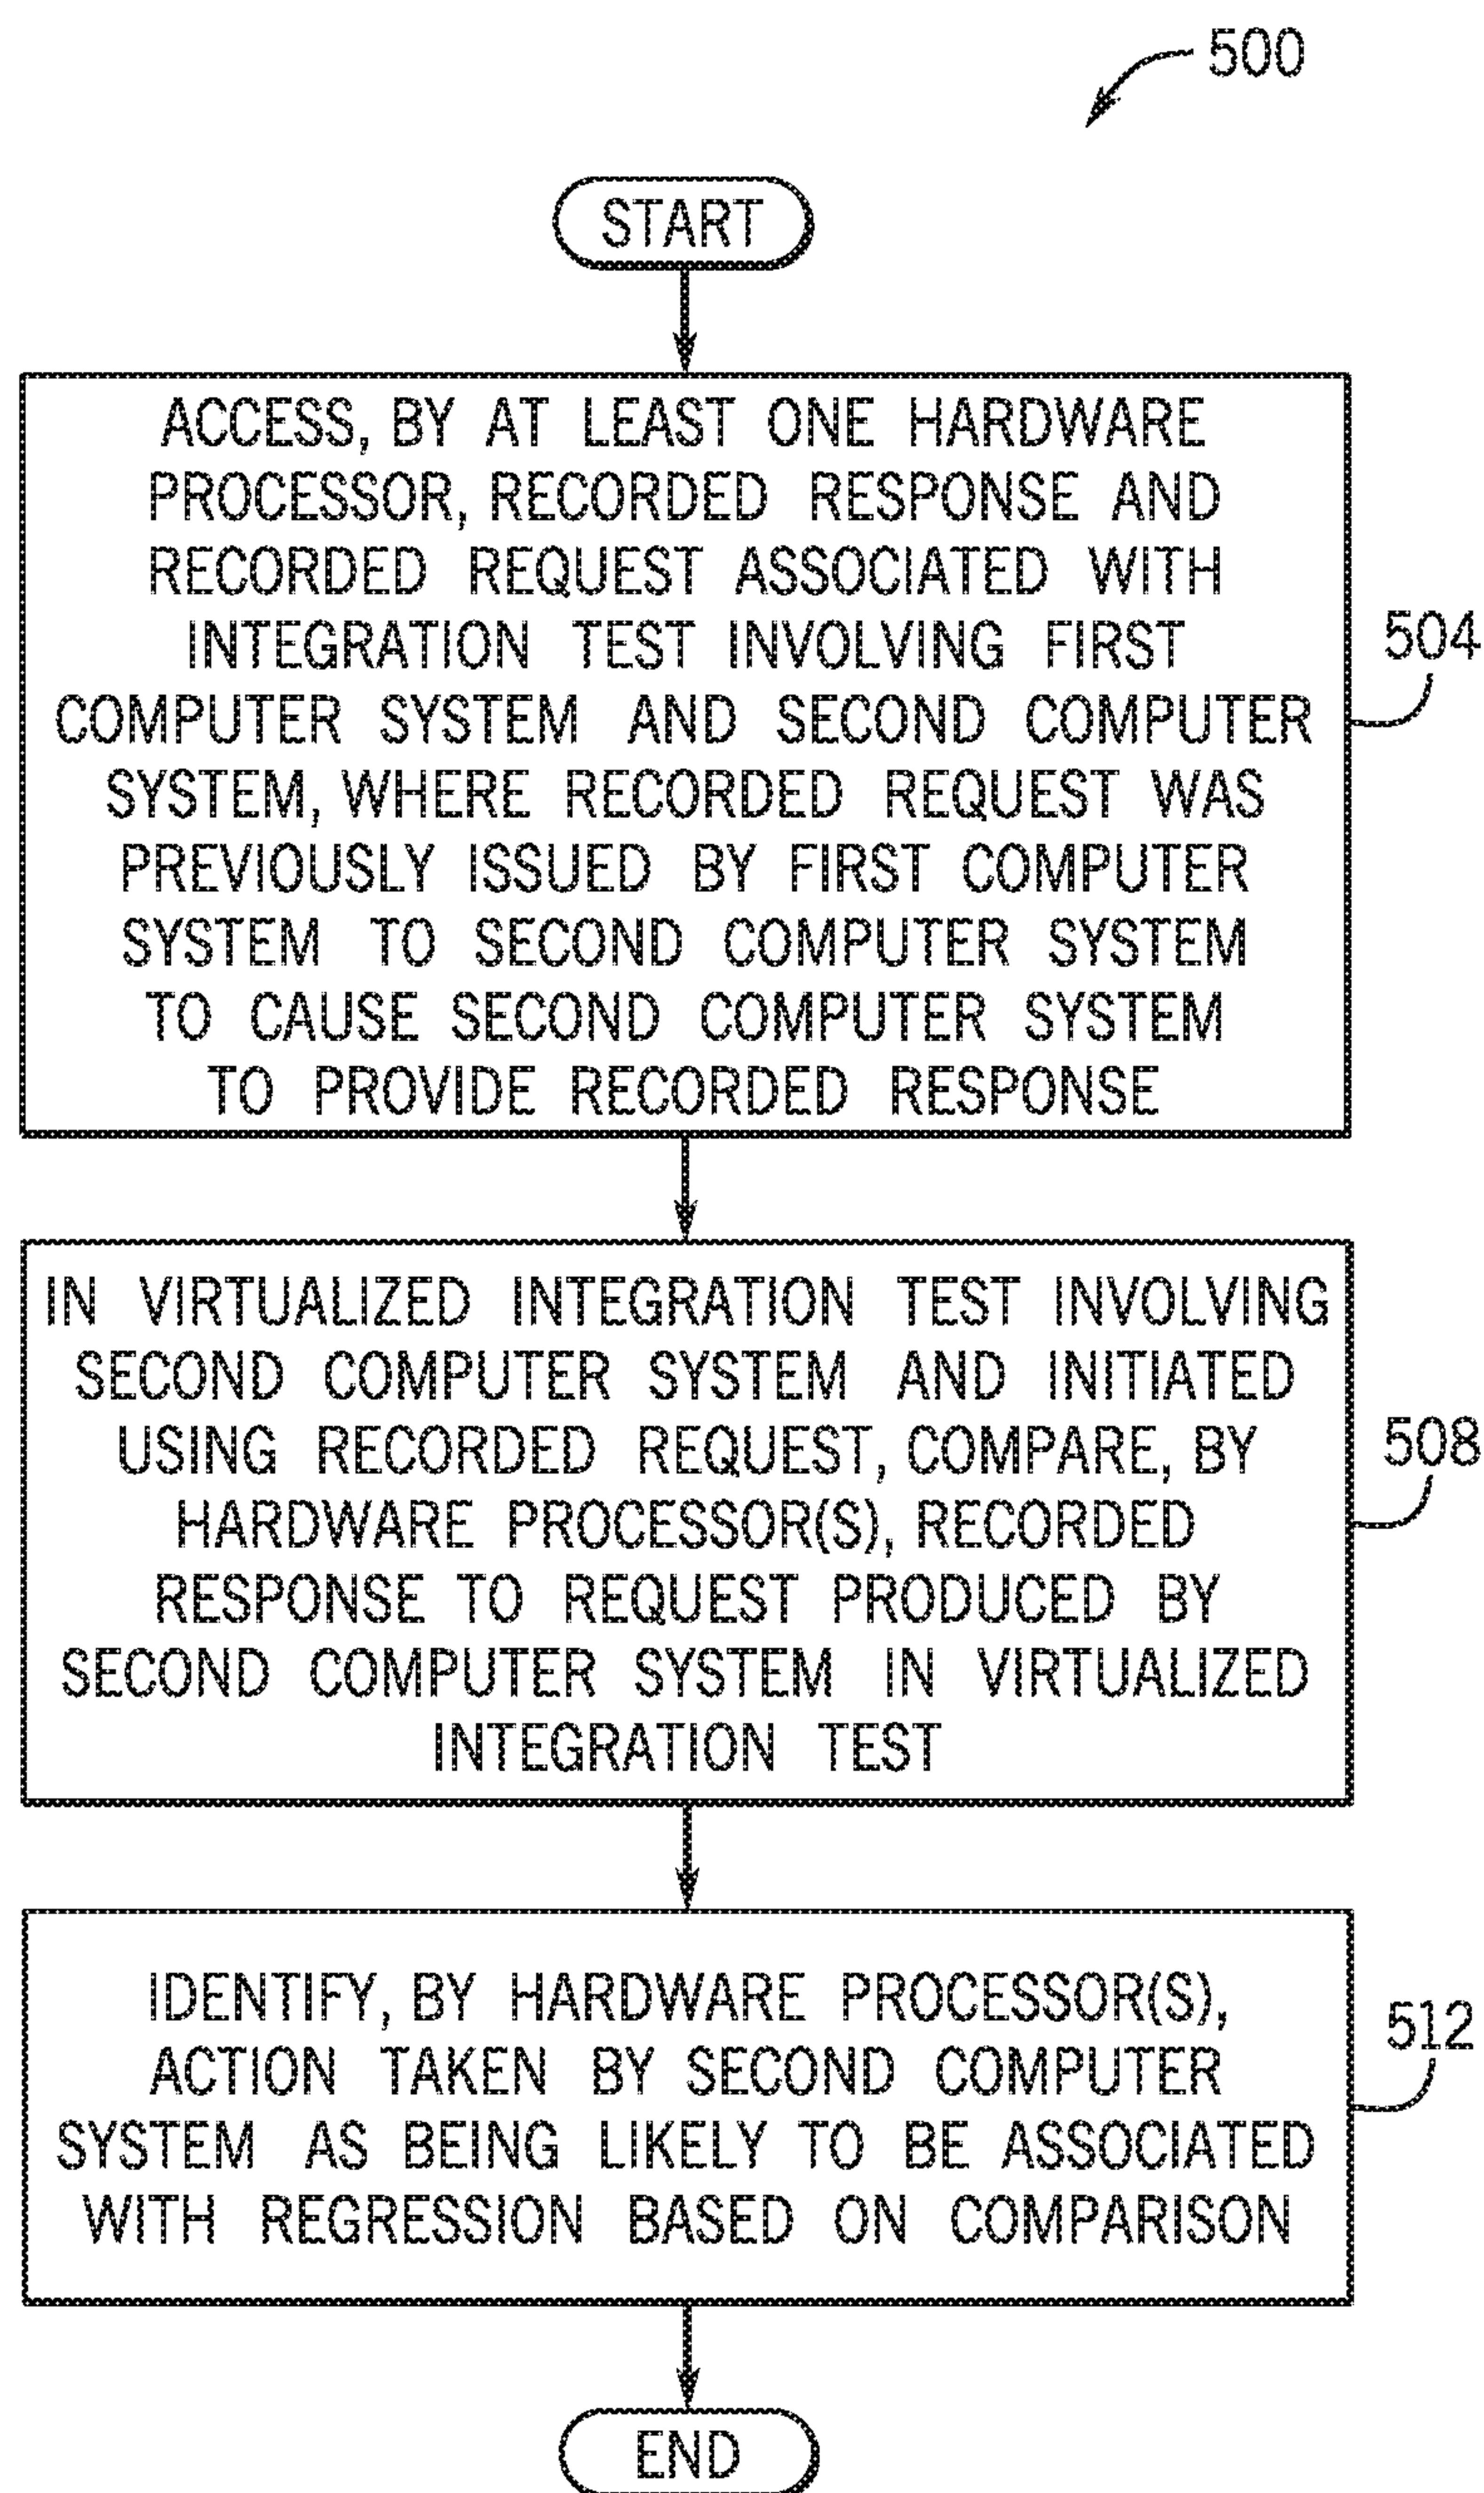 500
START
ACCESS, BY AT LEAST ONE HARDWARE
PROCESSOR, RECORDED RESPONSE AND
RECORDED REQUEST ASSOCIATED WITH
INTEGRATION TEST INVOLVING FIRST
COMPUTER SYSTEM AND SECOND COMPUTER
SYSTEM, WHERE RECORDED REQUEST WAS
PREVIOUSLY ISSUED BY FIRST COMPUTER
SYSTEM TO SECOND COMPUTER SYSTEM
TO CAUSE SECOND COMPUTER SYSTEM
TO PROVIDE RECORDED RESPONSE
504
IN VIRTUALIZED INTEGRATION TEST INVOLVING
SECOND COMPUTER SYSTEM AND INITIATED
USING RECORDED REQUEST, COMPARE, BY
HARDWARE PROCESSOR(S), RECORDED
RESPONSE TO REQUEST PRODUCED BY
SECOND COMPUTER SYSTEM IN VIRTUALIZED
INTEGRATION TEST
508
IDENTIFY, BY HARDWARE PROCESSOR(S),
ACTION TAKEN BY SECOND COMPUTER
SYSTEM AS BEING LIKELY TO BE ASSOCIATED
WITH REGRESSION BASED ON COMPARISON
512
END